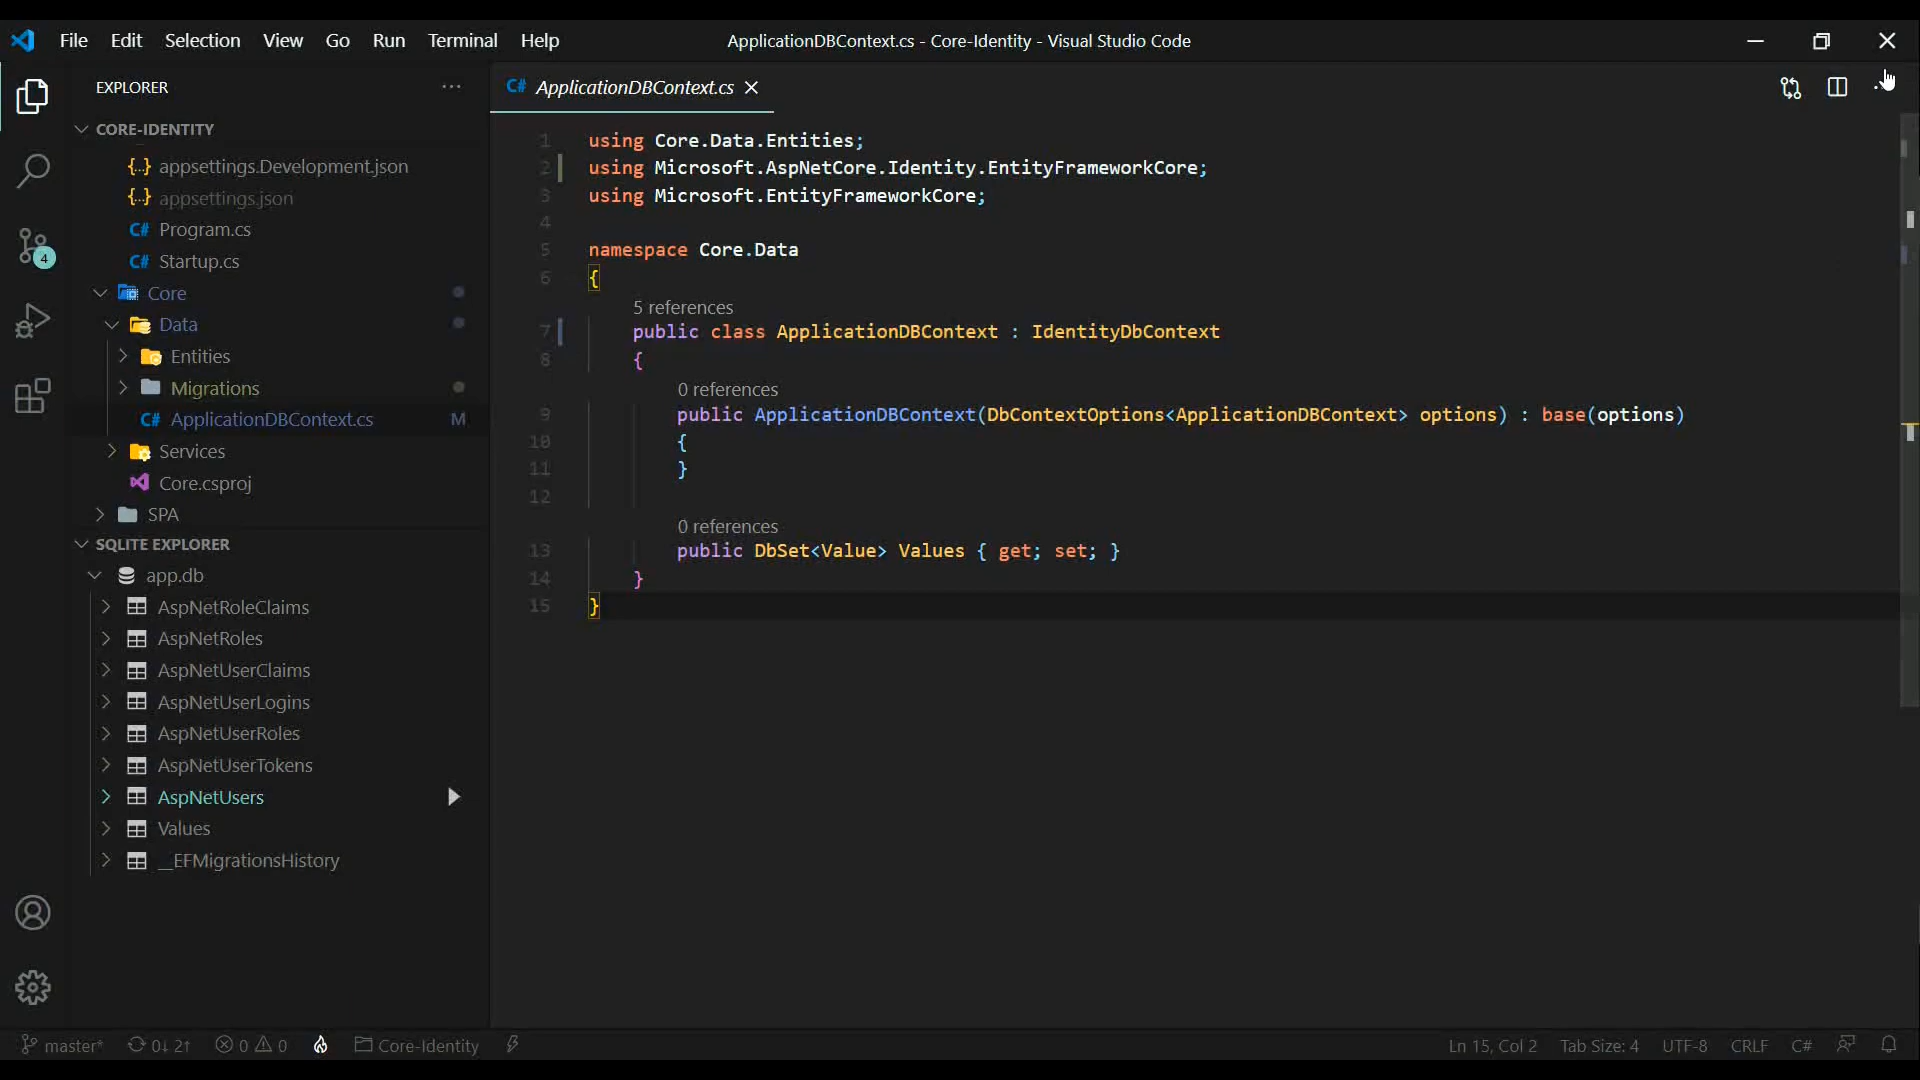 File Edit Selection View Go Run Terminal Help
ApplicationDBContext.cs - Core-Identity - Visual Studio Code
EXPLORER
CORE-IDENTITY
{..} appsettings.Development.json
{..} appsettings.json
C# Program.cs
C# Startup.cs
Core
Data
Entities
Migrations
C# ApplicationDBContext.cs M
Services
Core.csproj
SPA
SQLITE EXPLORER
app.db
AspNetRoleClaims
AspNetRoles
AspNetUserClaims
AspNetUserLogins
AspNetUserRoles
AspNetUserTokens
AspNetUsers
Values
__EFMigrationsHistory
4
C# ApplicationDBContext.cs
1 using Core.Data.Entities;
2 using Microsoft.AspNetCore.Identity.EntityFrameworkCore;
3 using Microsoft.EntityFrameworkCore;
4
5 namespace Core.Data
6 {
5 references
7 public class ApplicationDBContext : IdentityDbContext
8 {
0 references
9 public ApplicationDBContext(DbContextOptions<ApplicationDBContext> options) : base(options)
10 {
11 }
12
0 references
13 public DbSet<Value> Values { get; set; }
14 }
15 }
master* 0↓ 2↑ 0 0 Core-Identity Ln 15, Col 2 Tab Size: 4 UTF-8 CRLF C#